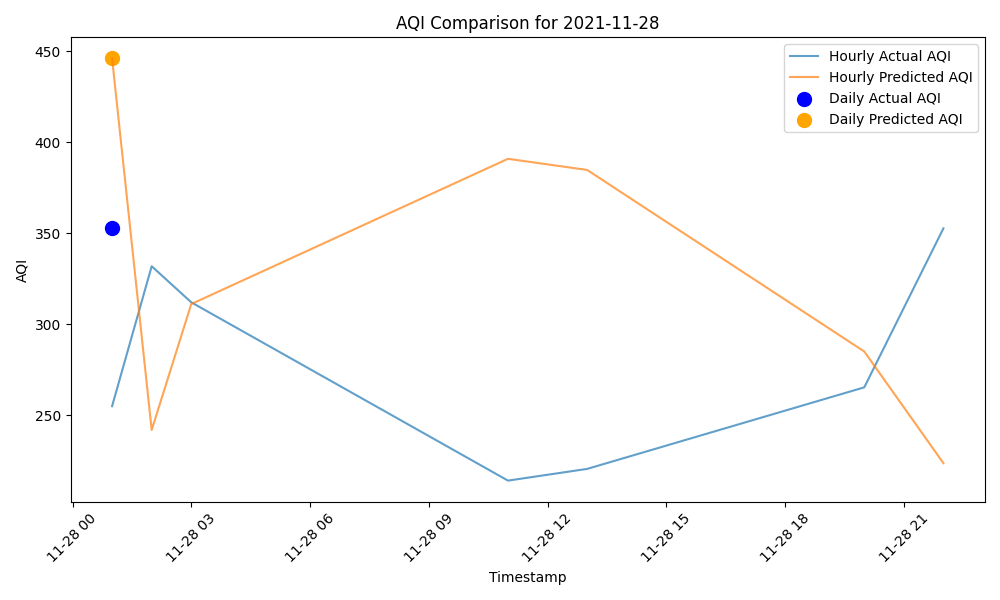 AQI Comparison for 2021-11-28
Hourly Actual AQI
Hourly Predicted AQI
Daily Actual AQI
Daily Predicted AQI
AQI
450
400
350
300
250
11-28 00
11-28 03
11-28 06
11-28 09
11-28 12
11-28 15
11-28 18
11-28 21
Timestamp